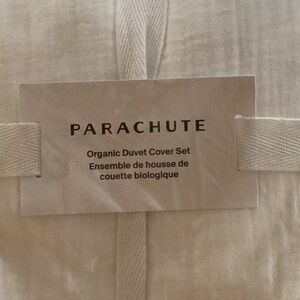 PARACHUTE
Organic Duvet Cover Set
Ensemble de housse de
couette biologique